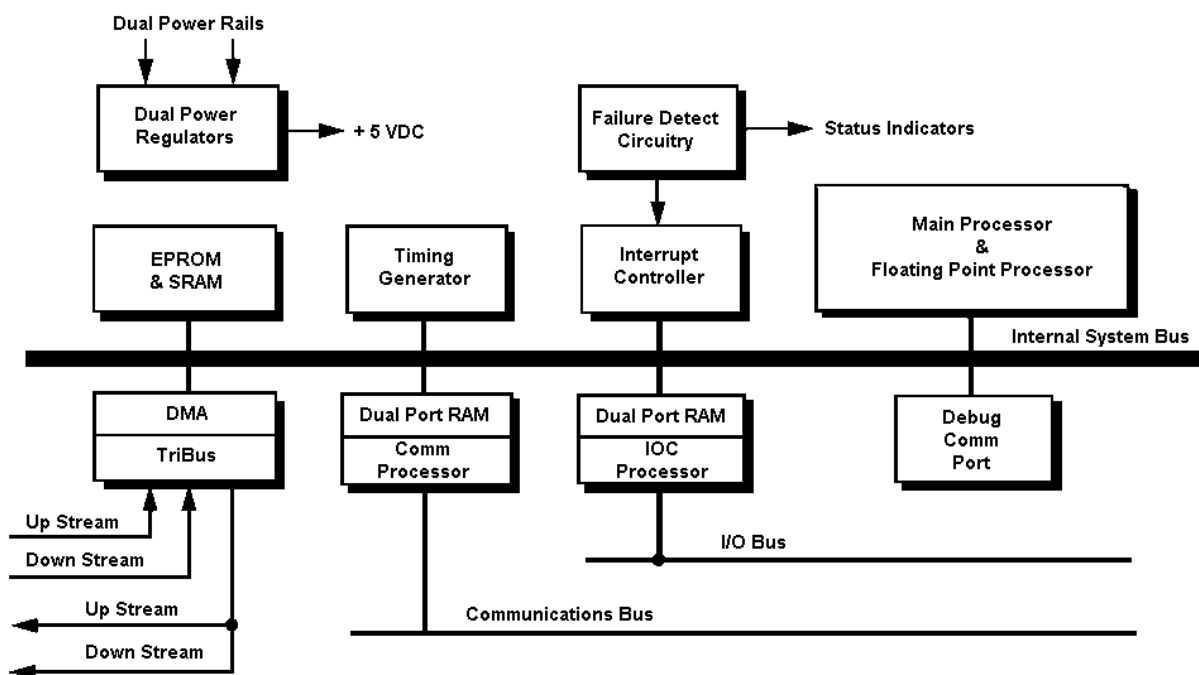 Dual Power Rails
Dual Power
Regulators
+ 5 VDC
Failure Detect
Circuitry
Status Indicators
EPROM
& SRAM
Timing
Generator
Interrupt
Controller
Main Processor
&
Floating Point Processor
Internal System Bus
DMA
TriBus
Dual Port RAM
Comm
Processor
Dual Port RAM
IOC
Processor
Debug
Comm
Port
Up Stream
Down Stream
I/O Bus
Up Stream
Communications Bus
Down Stream